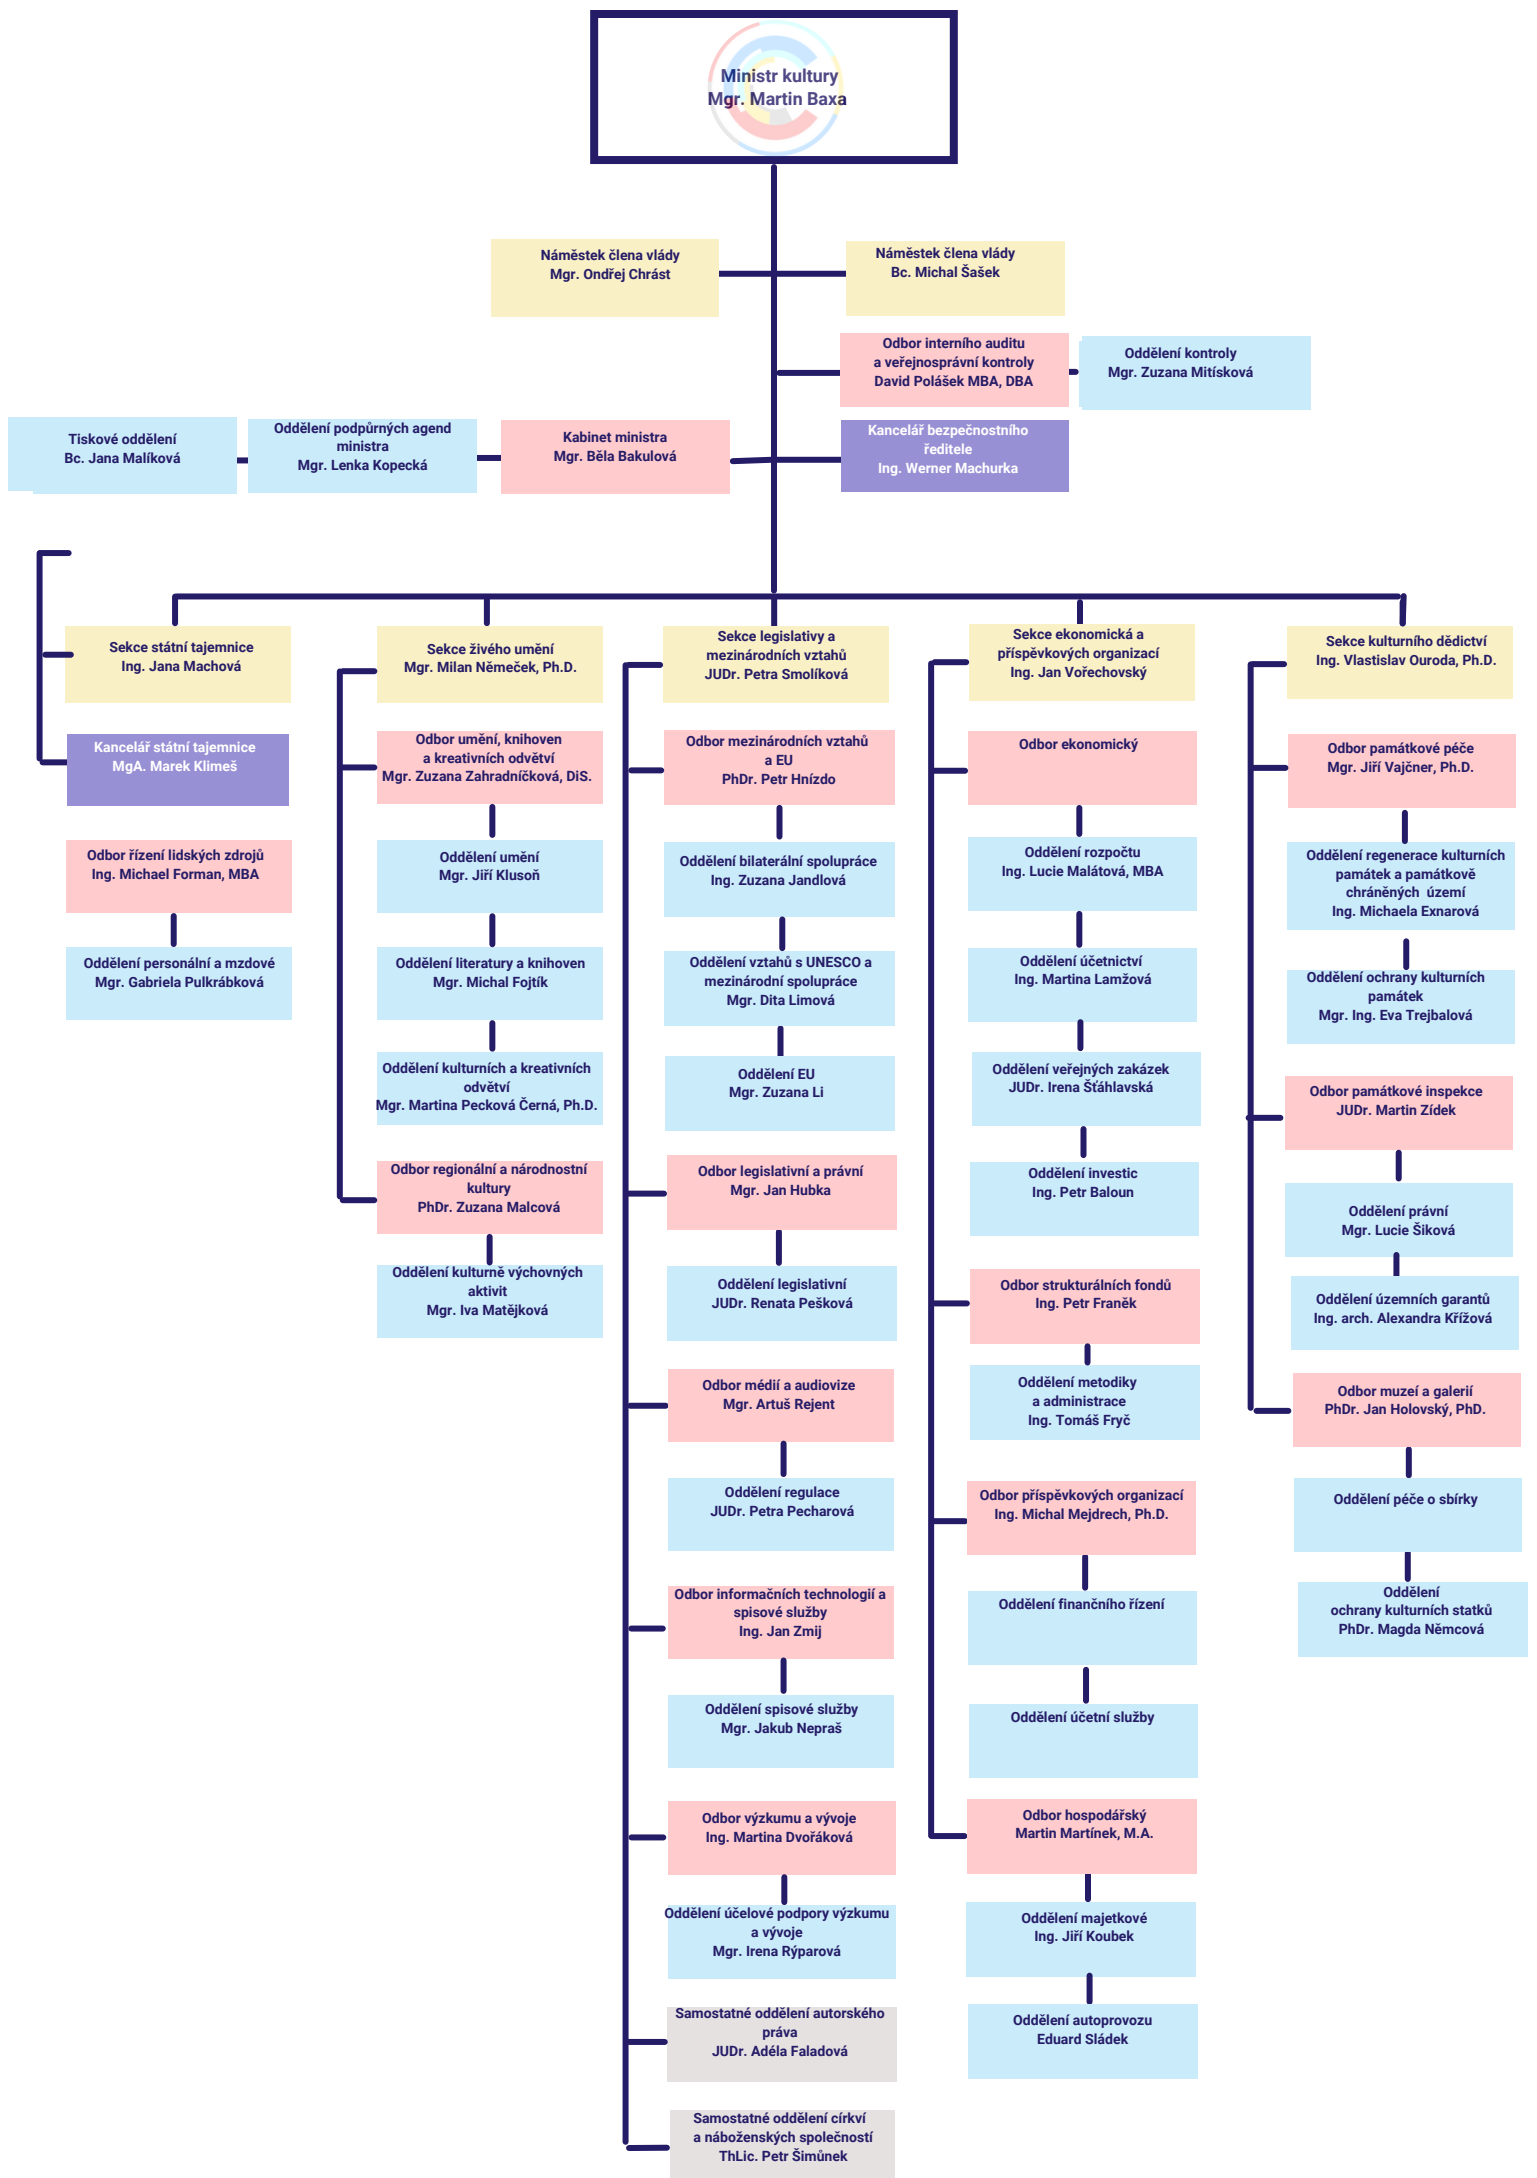 Ministr kultury
Mgr. Martin Baxa
Náměstek člena vlády
Mgr. Ondřej Chrást
Náměstek člena vlády
Bc. Michal Šašek
Odbor interního auditu
a veřejnosprávní kontroly
David Polášek MBA, DBA
Oddělení kontroly
Mgr. Zuzana Mitísková
Tiskové oddělení
Bc. Jana Malíková
Oddělení podpůrných agend
ministra
Mgr. Lenka Kopecká
Kabinet ministra
Mgr. Běla Bakulová
Kancelář bezpečnostního
ředitele
Ing. Werner Machurka
Sekce státní tajemnice
Ing. Jana Machová
Kancelář státní tajemnice
MgA. Marek Klimeš
Odbor řízení lidských zdrojů
Ing. Michael Forman, MBA
Oddělení personální a mzdové
Mgr. Gabriela Pulkrábková
Sekce živého umění
Mgr. Milan Němeček, Ph.D.
Odbor umění, knihoven
a kreativních odvětví
Mgr. Zuzana Zahradníčková, DiS.
Oddělení umění
Mgr. Jiří Klusoň
Oddělení literatury a knihoven
Mgr. Michal Fojtík
Oddělení kulturních a kreativních
odvětví
Mgr. Martina Pecková Černá, Ph.D.
Odbor regionální a národnostní
kultury
PhDr. Zuzana Malcová
Oddělení kulturně výchovných
aktivit
Mgr. Iva Matějková
Sekce legislativy a
mezinárodních vztahů
JUDr. Petra Smolíková
Odbor mezinárodních vztahů
a EU
PhDr. Petr Hnízdo
Oddělení bilaterální spolupráce
Ing. Zuzana Jandlová
Oddělení vztahů s UNESCO a
mezinárodní spolupráce
Mgr. Dita Limová
Oddělení EU
Mgr. Zuzana Li
Odbor legislativní a právní
Mgr. Jan Hubka
Oddělení legislativní
JUDr. Renata Pešková
Odbor médií a audiovize
Mgr. Artuš Rejent
Oddělení regulace
JUDr. Petra Pecharová
Odbor informačních technologií a
spisové služby
Ing. Jan Zmij
Oddělení spisové služby
Mgr. Jakub Nepraš
Odbor výzkumu a vývoje
Ing. Martina Dvořáková
Oddělení účelové podpory výzkumu
a vývoje
Mgr. Irena Rýparová
Samostatné oddělení autorského
práva
JUDr. Adéla Faladová
Samostatné oddělení církví
a náboženských společností
ThLic. Petr Šimůnek
Sekce ekonomická a
příspěvkových organizací
Ing. Jan Vořechovský
Odbor ekonomický
Oddělení rozpočtu
Ing. Lucie Malátová, MBA
Oddělení účetnictví
Ing. Martina Lamžová
Oddělení veřejných zakázek
JUDr. Irena Šťáhlavská
Oddělení investic
Ing. Petr Baloun
Odbor strukturálních fondů
Ing. Petr Franěk
Oddělení metodiky
a administrace
Ing. Tomáš Fryč
Odbor příspěvkových organizací
Ing. Michal Mejdrech, Ph.D.
Oddělení finančního řízení
Oddělení účetní služby
Odbor hospodářský
Martin Martínek, M.A.
Oddělení majetkové
Ing. Jiří Koubek
Oddělení autoprovozu
Eduard Sládek
Sekce kulturního dědictví
Ing. Vlastislav Ouroda, Ph.D.
Odbor památkové péče
Mgr. Jiří Vajčner, Ph.D.
Oddělení regenerace kulturních
památek a památkově
chráněných území
Ing. Michaela Exnarová
Oddělení ochrany kulturních
památek
Mgr. Ing. Eva Trejbalová
Odbor památkové inspekce
JUDr. Martin Zídek
Oddělení právní
Mgr. Lucie Šiková
Oddělení územních garantů
Ing. arch. Alexandra Křížová
Odbor muzeí a galerií
PhDr. Jan Holovský, PhD.
Oddělení péče o sbírky
Oddělení
ochrany kulturních statků
PhDr. Magda Němcová